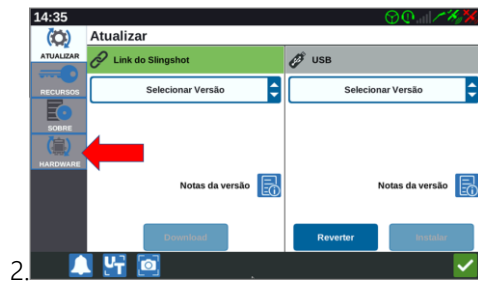 14:35
Atualizar
ATUALIZAR
Link do Slingshot
USB
RECURSOS
Selecionar Versão
Selecionar Versão
SOBRE
HARDWARE
Notas da versão
Notas da versão
Download
Reverter
Instalar
UT
2.